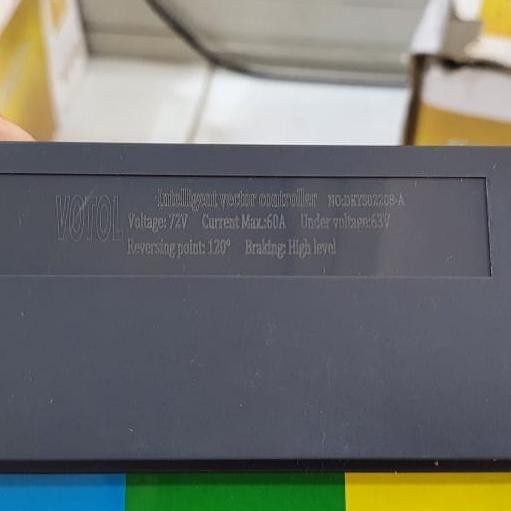 VOTOL
Intelligent vector controller NO:DKYS02208-A
Voltage: 72V Current Max.:60A Under voltage:63V
Reversing point: 120° Braking: High level